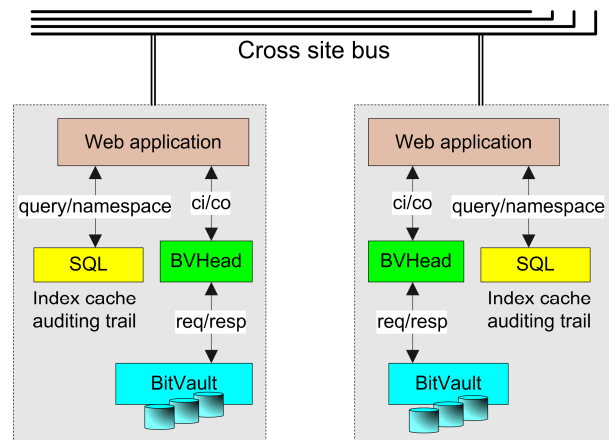 Cross site bus
Web application
query/namespace
ci/co
SQL
BVHead
Index cache
auditing trail
req/resp
BitVault
Web application
ci/co
query/namespace
BVHead
SQL
Index cache
auditing trail
req/resp
BitVault